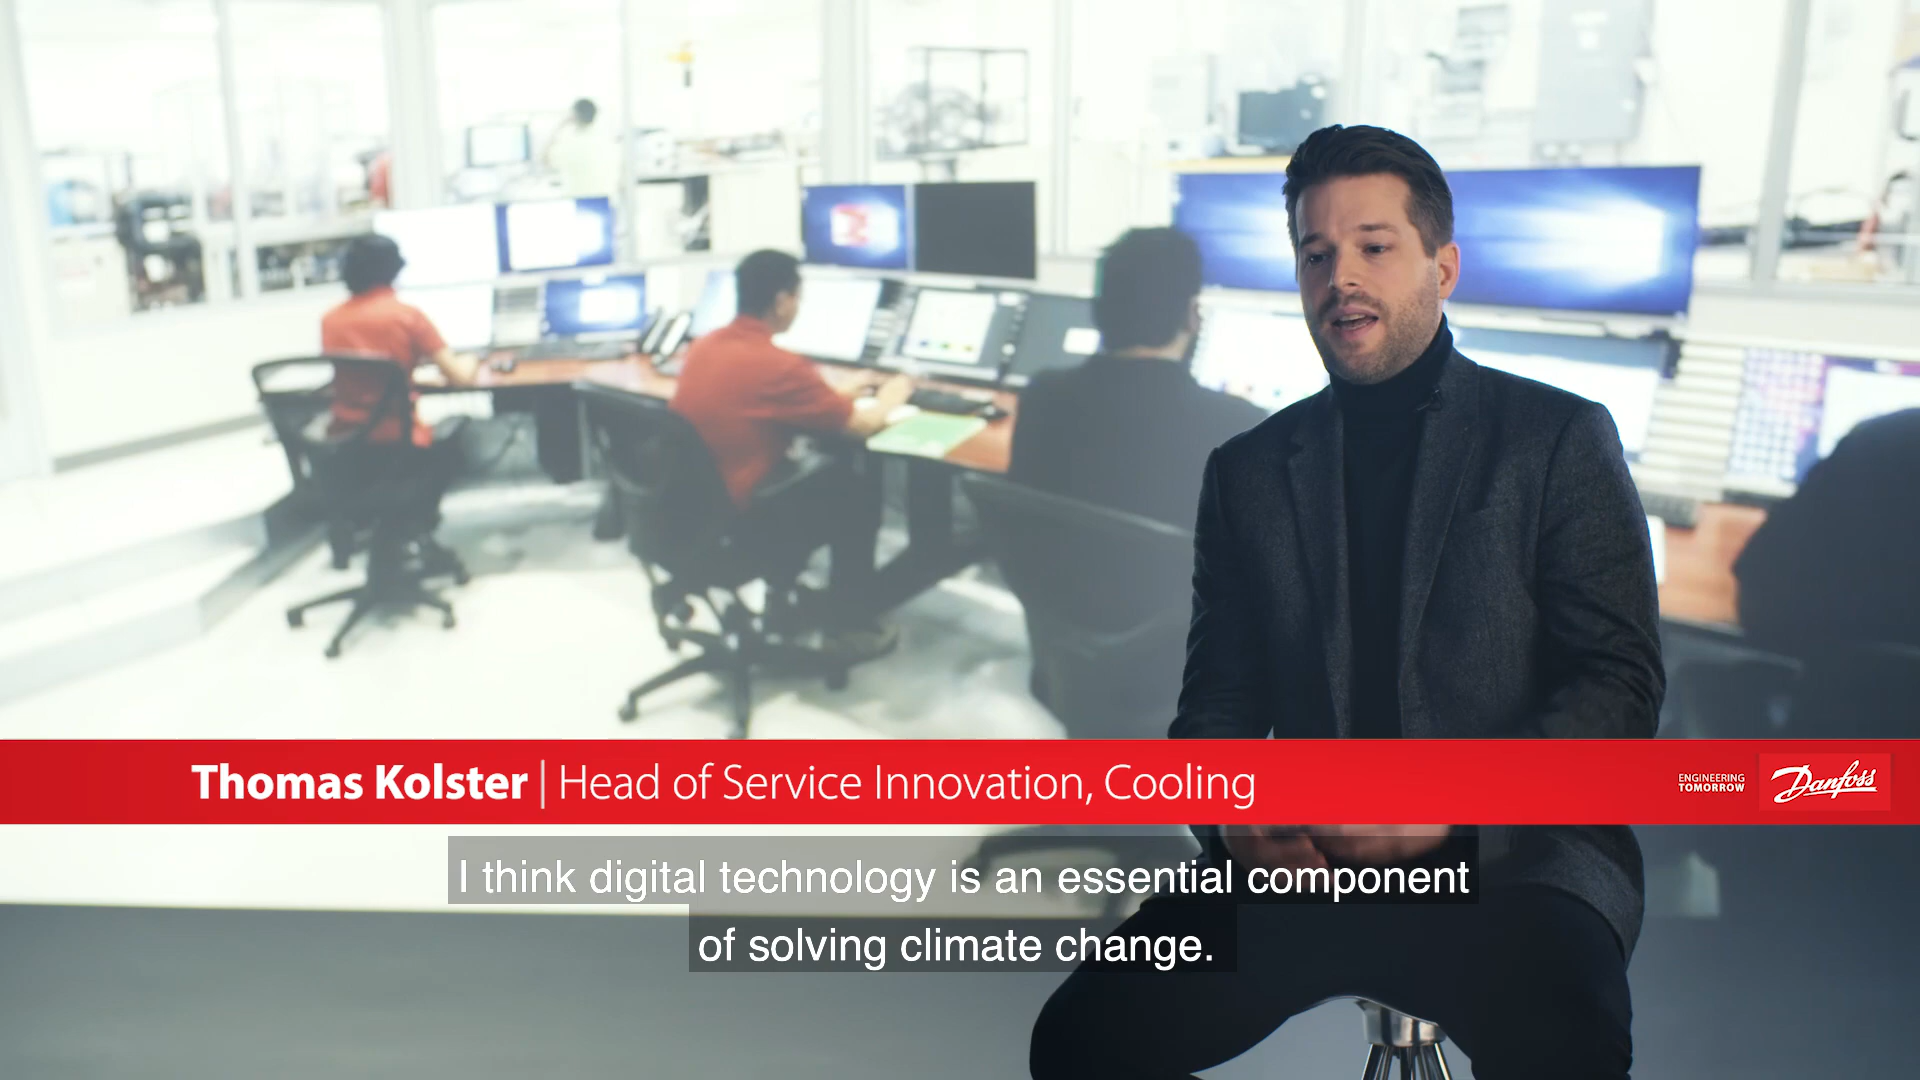 Thomas Kolster | Head of Service Innovation, Cooling
ENGINEERING
TOMORROW
Danfoss
I think digital technology is an essential component
of solving climate change.